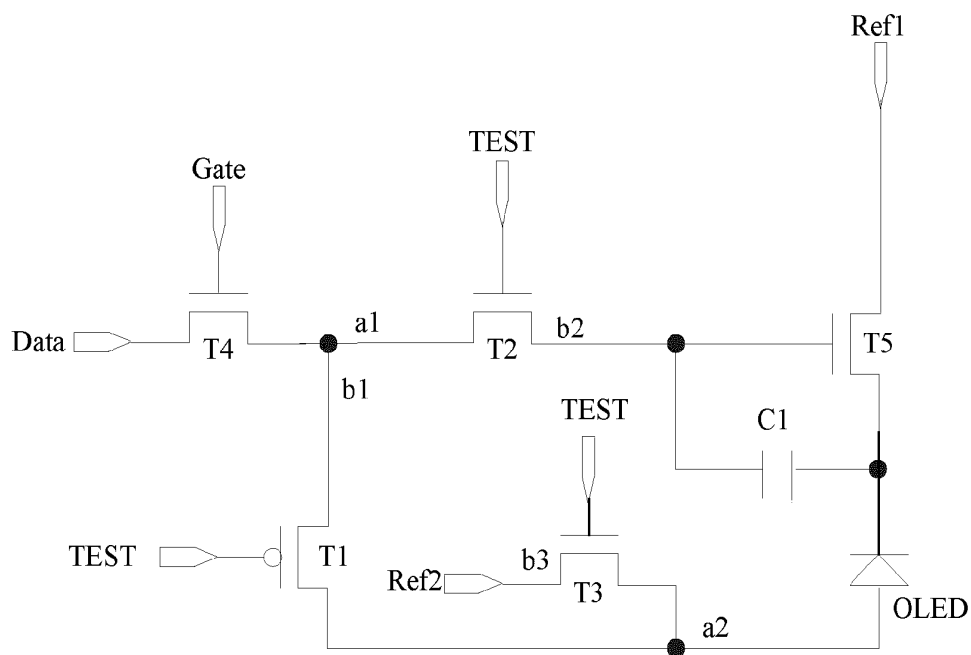 Ref1
TEST
Gate
Data
T4
a1
T2
b2
T5
b1
TEST
C1
TEST
T1
b3
Ref2
T3
OLED
a2